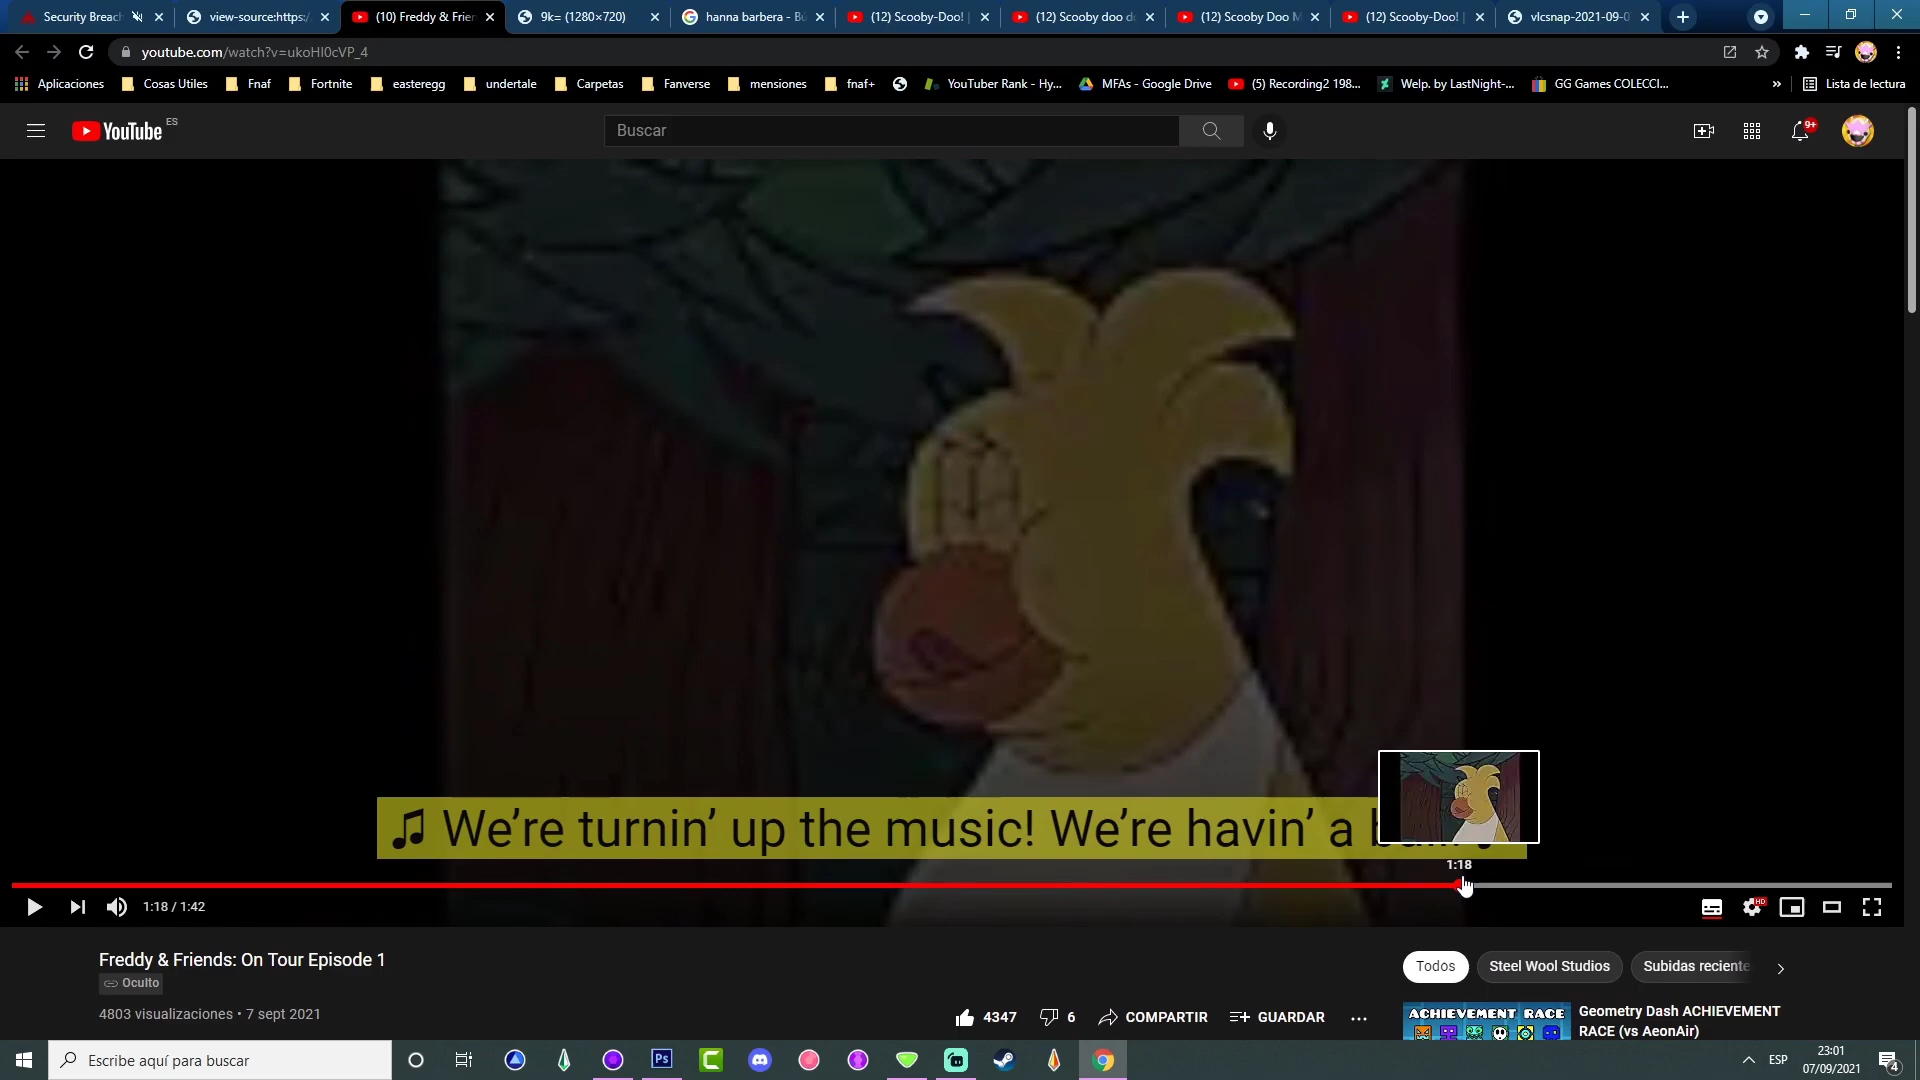 Security Breach
view-source:https:/
(10) Freddy & Frien
9k= (1280×720)
hanna barbera - Bú
(12) Scooby-Doo! |
(12) Scooby doo d
(12) Scooby Doo M
(12) Scooby-Doo! |
vlcsnap-2021-09-0
youtube.com/watch?v=ukoHI0cVP_4
Aplicaciones
Cosas Utiles
Fnaf
Fortnite
easteregg
undertale
Carpetas
Fanverse
menciones
fnaf+
YouTuber Rank - Hy...
MFAs - Google Drive
(5) Recording2 198...
Welp. by LastNight-...
GG Games COLECCI...
»
Lista de lectura
YouTube ES
Buscar
9+
♫ We’re turnin’ up the music! We’re havin’ a
1:18
1:18 / 1:42
HD
Freddy & Friends: On Tour Episode 1
Oculto
4803 visualizaciones • 7 sept 2021
4347
6
COMPARTIR
GUARDAR
Todos
Steel Wool Studios
Subidas reciente
ACHIEVEMENT RACE
Geometry Dash ACHIEVEMENT
RACE (vs AeonAir)
Escribe aquí para buscar
Ps
ESP
23:01
07/09/2021
4